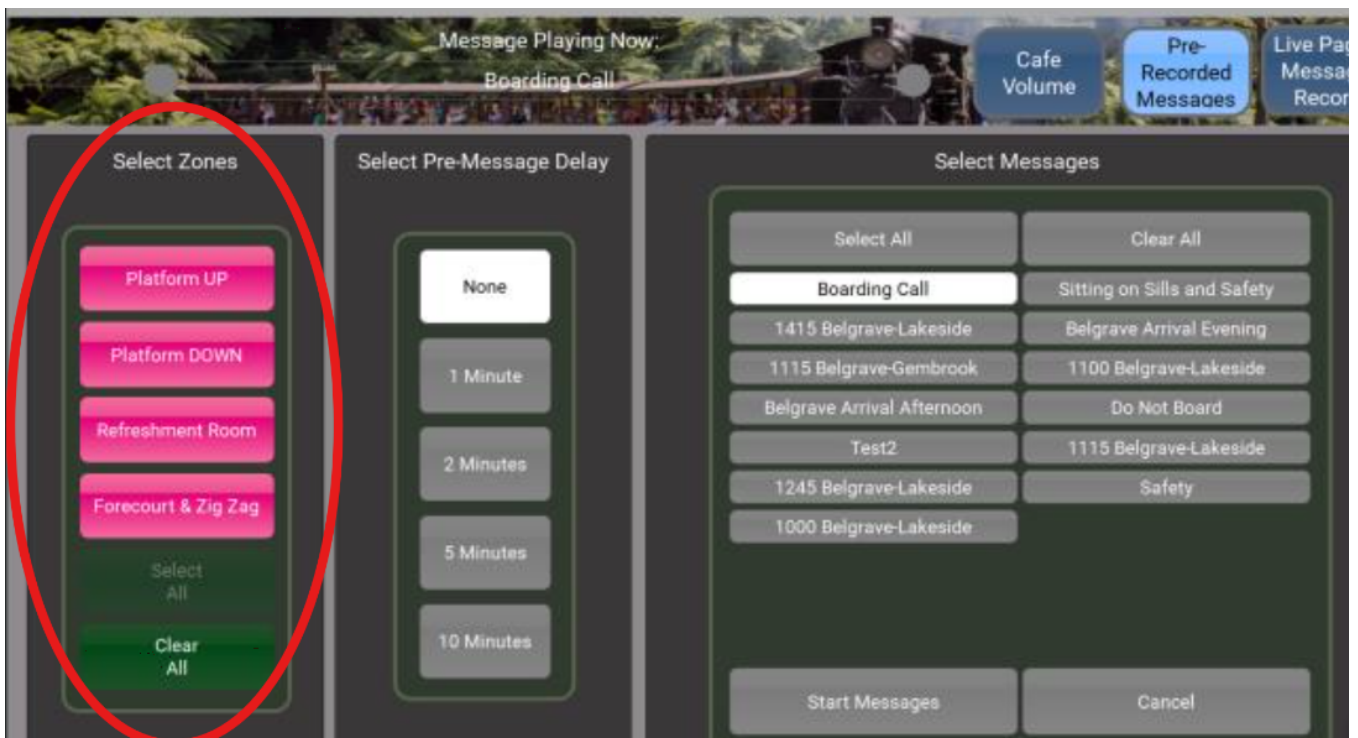 Message Playing Now:
Boarding Call
Cafe
Volume
Pre-
Recorded
Messages
Live
Recor
Select Zones
Platform UP
Platform DOWN
Refreshment Room
Forecourt & Zig Zag
Select
All
Clear
All
Select Pre-Message Delay
None
1 Minute
2 Minutes
5 Minutes
10 Minutes
Select Messages
Select All
Clear All
Boarding Call
Sitting on Sills and Safety
1415 Belgrave-Lakeside
Belgrave Arrival Evening
1115 Belgrave-Gembrook
1100 Belgrave-Lakeside
Belgrave Arrival Afternoon
Do Not Board
Test2
1115 Belgrave-Lakeside
1245 Belgrave-Lakeside
Safety
1000 Belgrave-Lakeside
Start Messages
Cancel